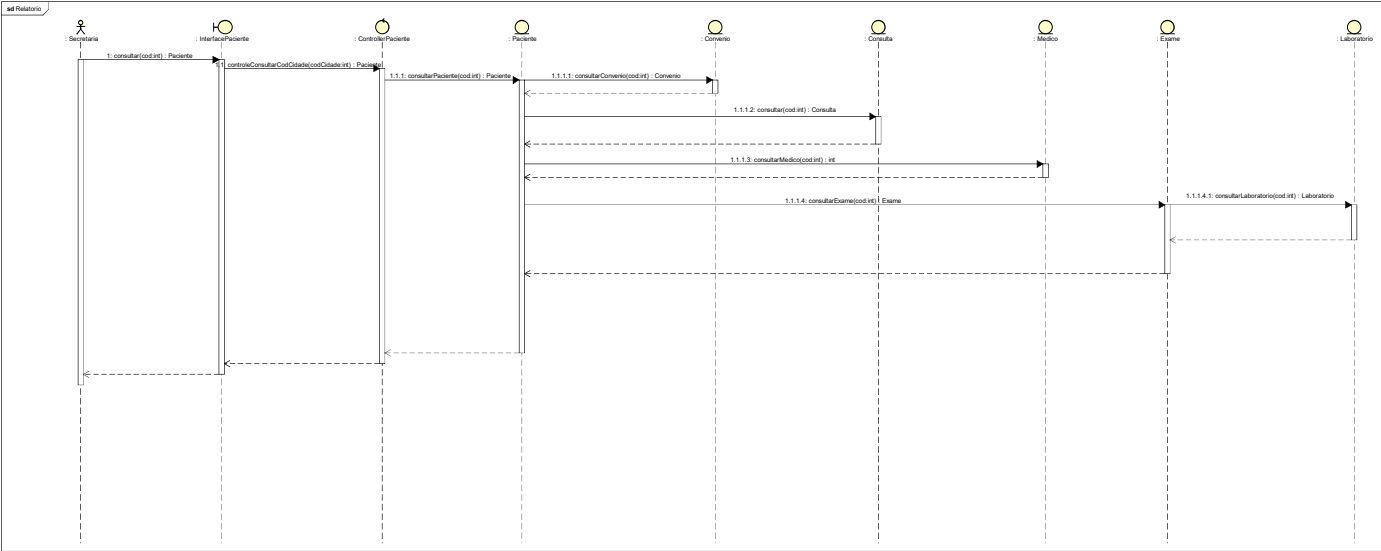 sd Relatorio
: Secretaria
: InterfacePaciente
: ControllerPaciente
: Paciente
: Convenio
: Consulta
: Medico
: Exame
: Laboratorio
1: consultar(cod:int) : Paciente
1.1: controleConsultarCodCidade(codCidade:int) : Paciente
1.1.1: consultarPaciente(cod:int) : Paciente
1.1.1.1: consultarConvenio(cod:int) : Convenio
1.1.1.2: consultar(cod:int) : Consulta
1.1.1.3: consultarMedico(cod:int) : int
1.1.1.4: consultarExame(cod:int) : Exame
1.1.1.4.1: consultarLaboratorio(cod:int) : Laboratorio